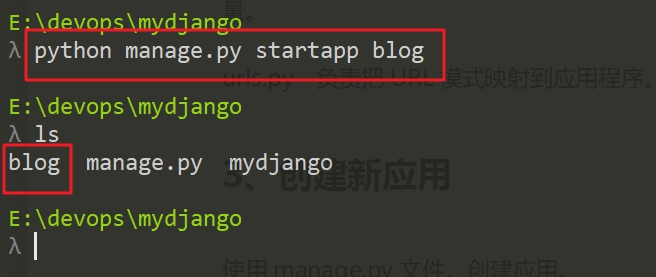 量。
E:\devops\mydjango
λ python manage.py startapp blog
urls.py 负责把 URL 模式映射到应用程序。
E:\devops\mydjango
λ ls
blog manage.py mydjango
3、创建新应用
E:\devops\mydjango
λ
使用 manage.py 文件，创建应用。